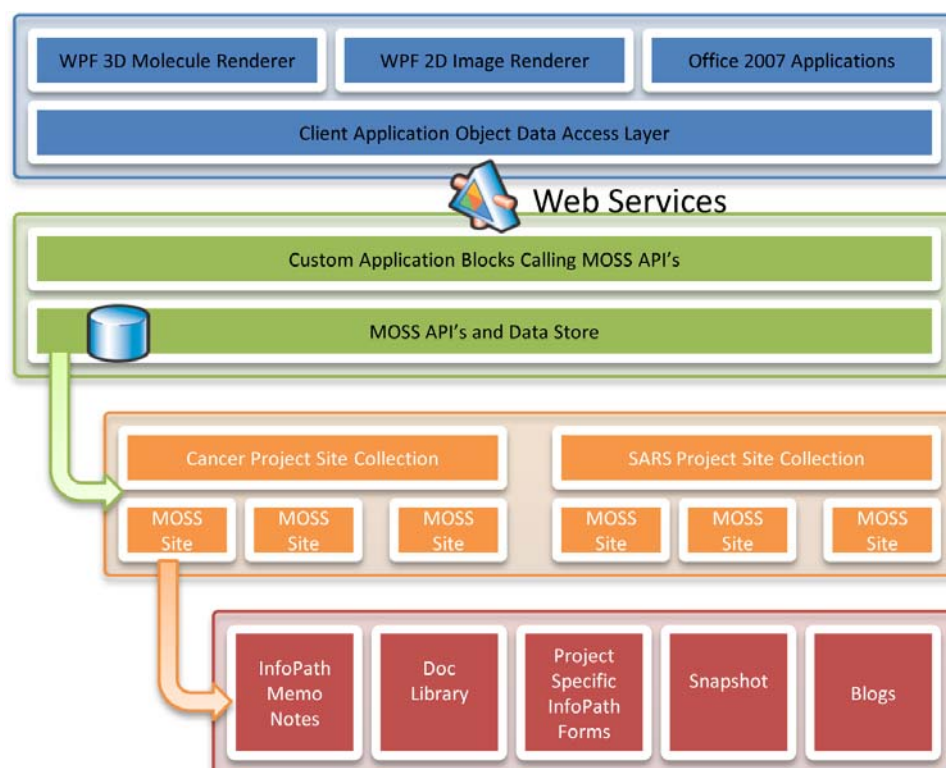 WPF 3D Molecule Renderer
WPF 2D Image Renderer
Office 2007 Applications
Client Application Object Data Access Layer
Web Services
Custom Application Blocks Calling MOSS API's
MOSS API's and Data Store
Cancer Project Site Collection
SARS Project Site Collection
MOSS
Site
MOSS
Site
MOSS
Site
MOSS
Site
MOSS
Site
MOSS
Site
InfoPath
Memo
Notes
Doc
Library
Project
Specific
InfoPath
Forms
Snapshot
Blogs